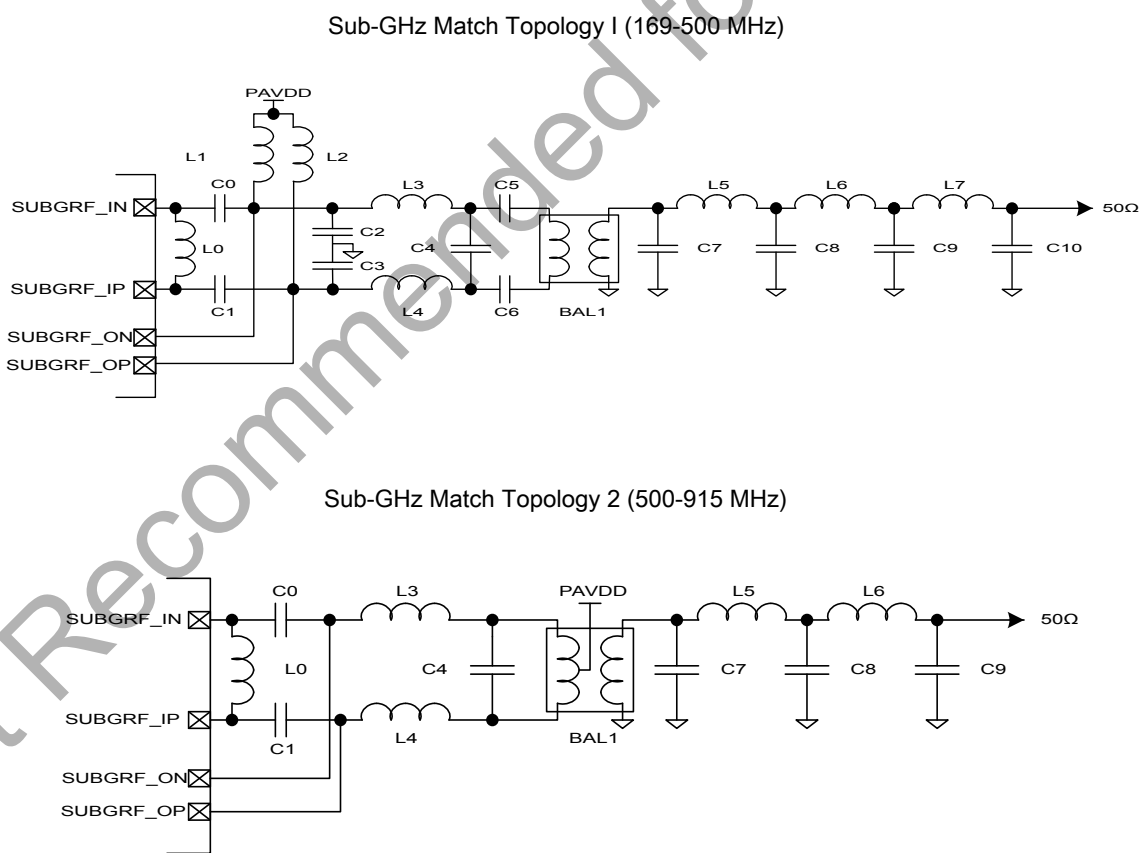 Sub-GHz Match Topology I (169-500 MHz)
PAVDD
L1
L2
C0
L3
C5
L5
L6
L7
SUBGRF_IN
50Ω
L0
C2
C3
C4
C7
C8
C9
C10
SUBGRF_IP
C1
L4
C6
BAL1
SUBGRF_ON
SUBGRF_OP
Sub-GHz Match Topology 2 (500-915 MHz)
C0
L3
PAVDD
L5
L6
SUBGRF_IN
50Ω
L0
C4
C7
C8
C9
SUBGRF_IP
C1
L4
BAL1
SUBGRF_ON
SUBGRF_OP
Recommended